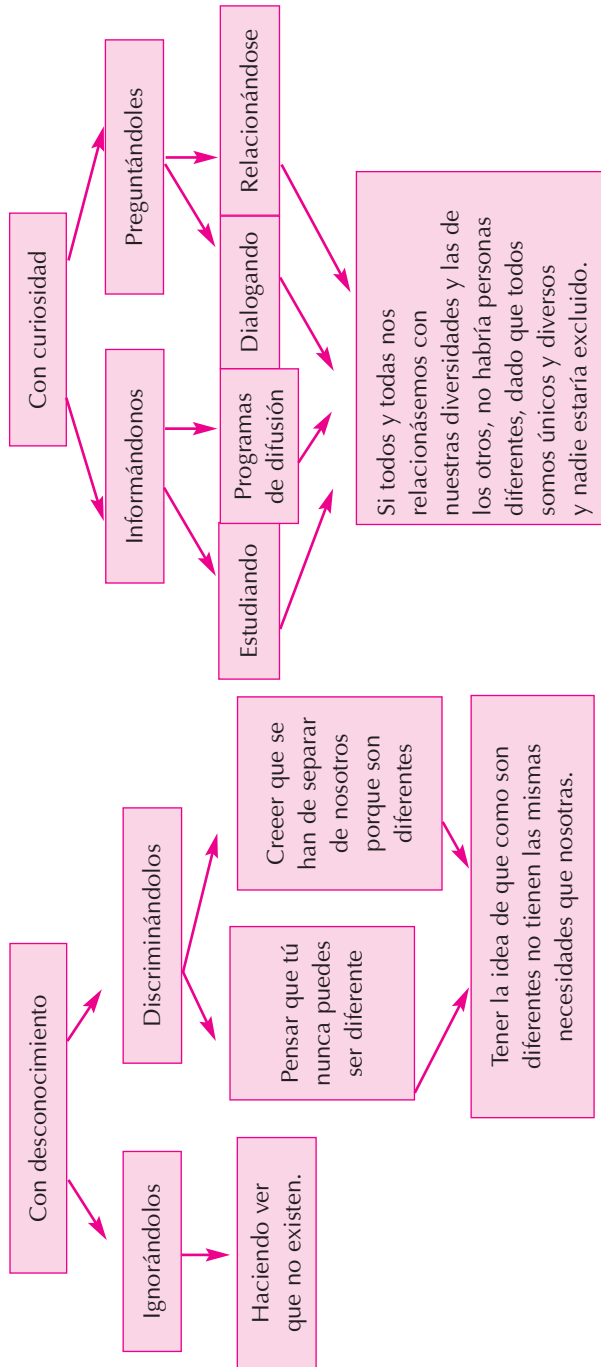 Con desconocimiento
Ignorándolos
Discriminándolos
Haciendo ver
que no existen.
Pensar que tú
nunca puedes
ser diferente
Creeer que se
han de separar
de nosotros
porque son
diferentes
Tener la idea de que como son
diferentes no tienen las mismas
necesidades que nosotras.
Con curiosidad
Informándonos
Preguntándoles
Estudiando
Programas
de difusión
Dialogando
Relacionándose
Si todos y todas nos
relacionásemos con
nuestras diversidades y las de
los otros, no habría personas
diferentes, dado que todos
somos únicos y diversos
y nadie estaría excluido.